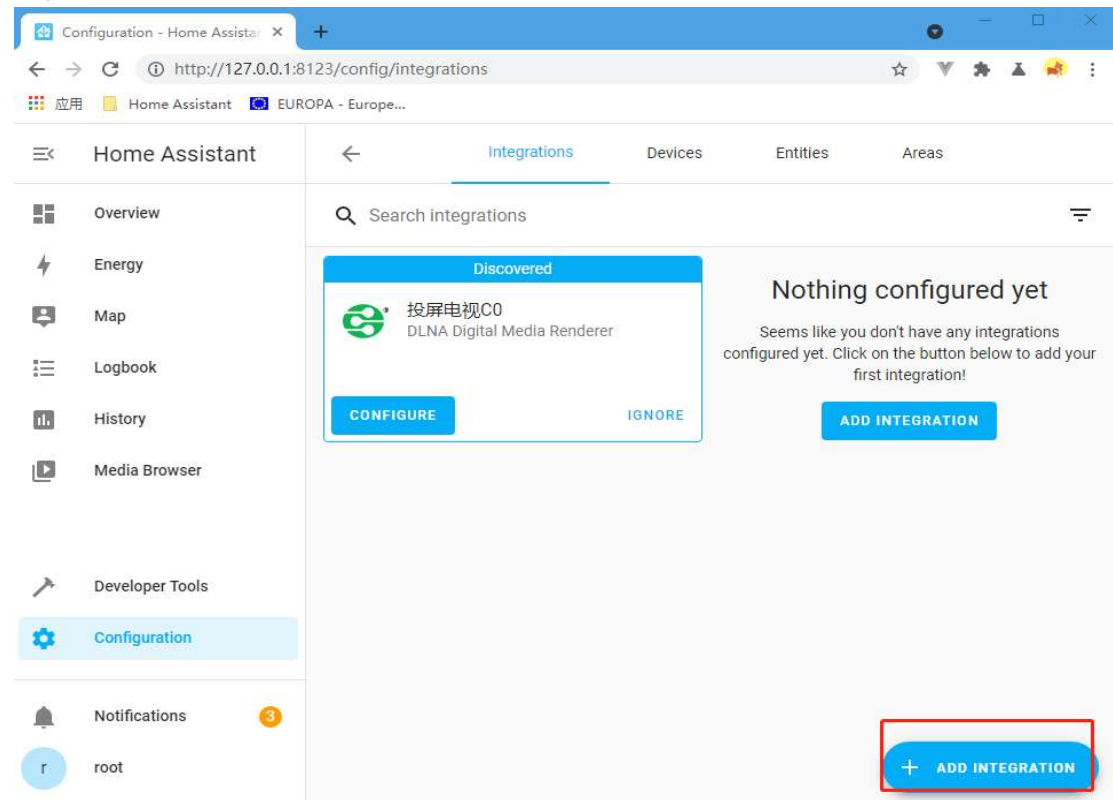 Configuration - Home Assistar
http://127.0.0.1:8123/config/integrations
应用 Home Assistant EUROPA - Europe...
Home Assistant
Integrations Devices Entities Areas
Overview
Search integrations
Energy
Discovered
投屏电视C0
DLNA Digital Media Renderer
CONFIGURE IGNORE
Nothing configured yet
Seems like you don't have any integrations
configured yet. Click on the button below to add your
first integration!
ADD INTEGRATION
Map
Logbook
History
Media Browser
Developer Tools
Configuration
Notifications 3
r root
ADD INTEGRATION